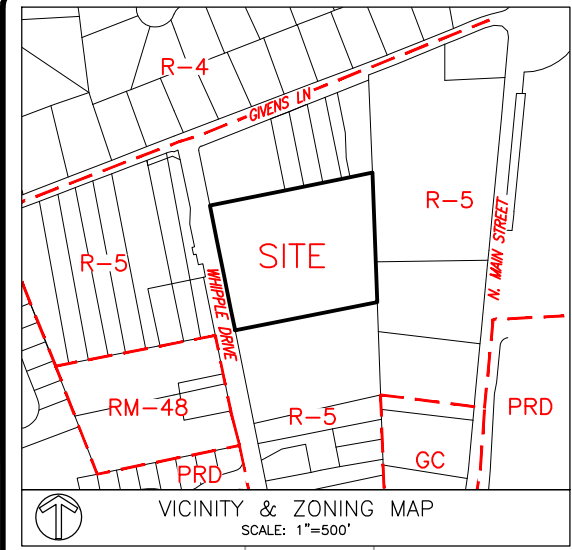 R-4
GIVENS LN
R-5
N. MAIN STREET
SITE
R-5
WHIPPLE DRIVE
RM-48
R-5
PRD
PRD
GC
VICINITY & ZONING MAP
SCALE: 1"=500'